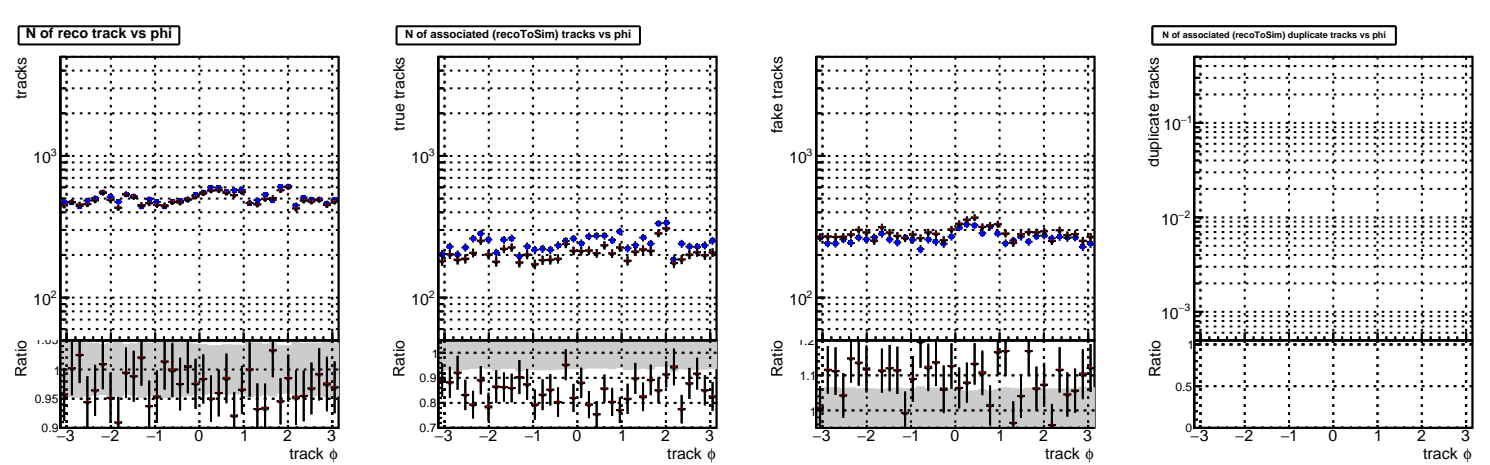 N of reco track vs phi
tracks
10³
10²
Ratio
1
0.95
0.9
−3 −2 −1 0 1 2 3
track ϕ
N of associated (recoToSim) tracks vs phi
true tracks
10³
10²
Ratio
1
0.9
0.8
0.7
−3 −2 −1 0 1 2 3
track ϕ
fake tracks
10³
10²
Ratio
1.2
1.1
1
−3 −2 −1 0 1 2 3
track ϕ
N of associated (recoToSim) duplicate tracks vs phi
duplicate tracks
10⁻¹
10⁻²
10⁻³
Ratio
1
0.5
0
−3 −2 −1 0 1 2 3
track ϕ